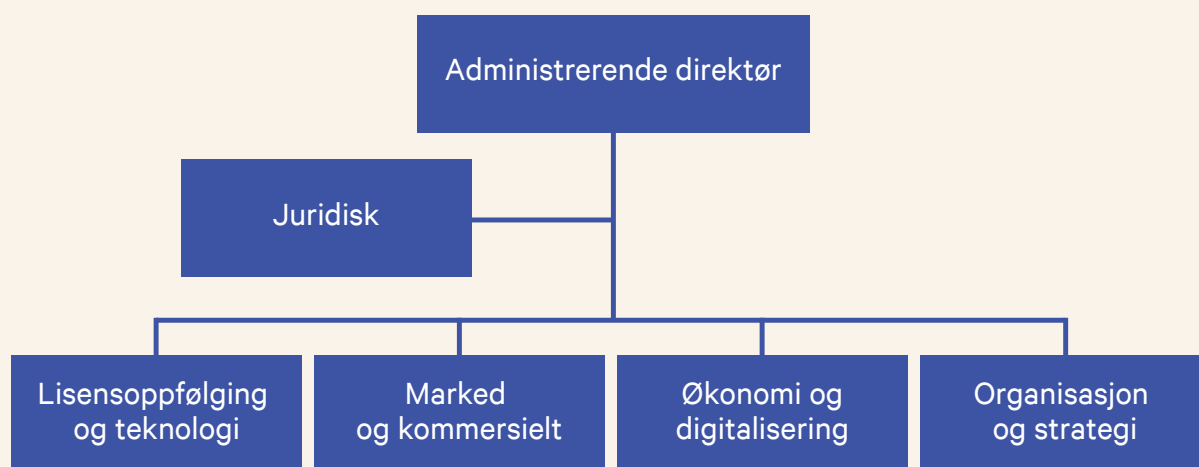 Administrerende direktør
Juridisk
Lisensoppfølging
og teknologi
Marked
og kommersielt
Økonomi og
digitalisering
Organisasjon
og strategi